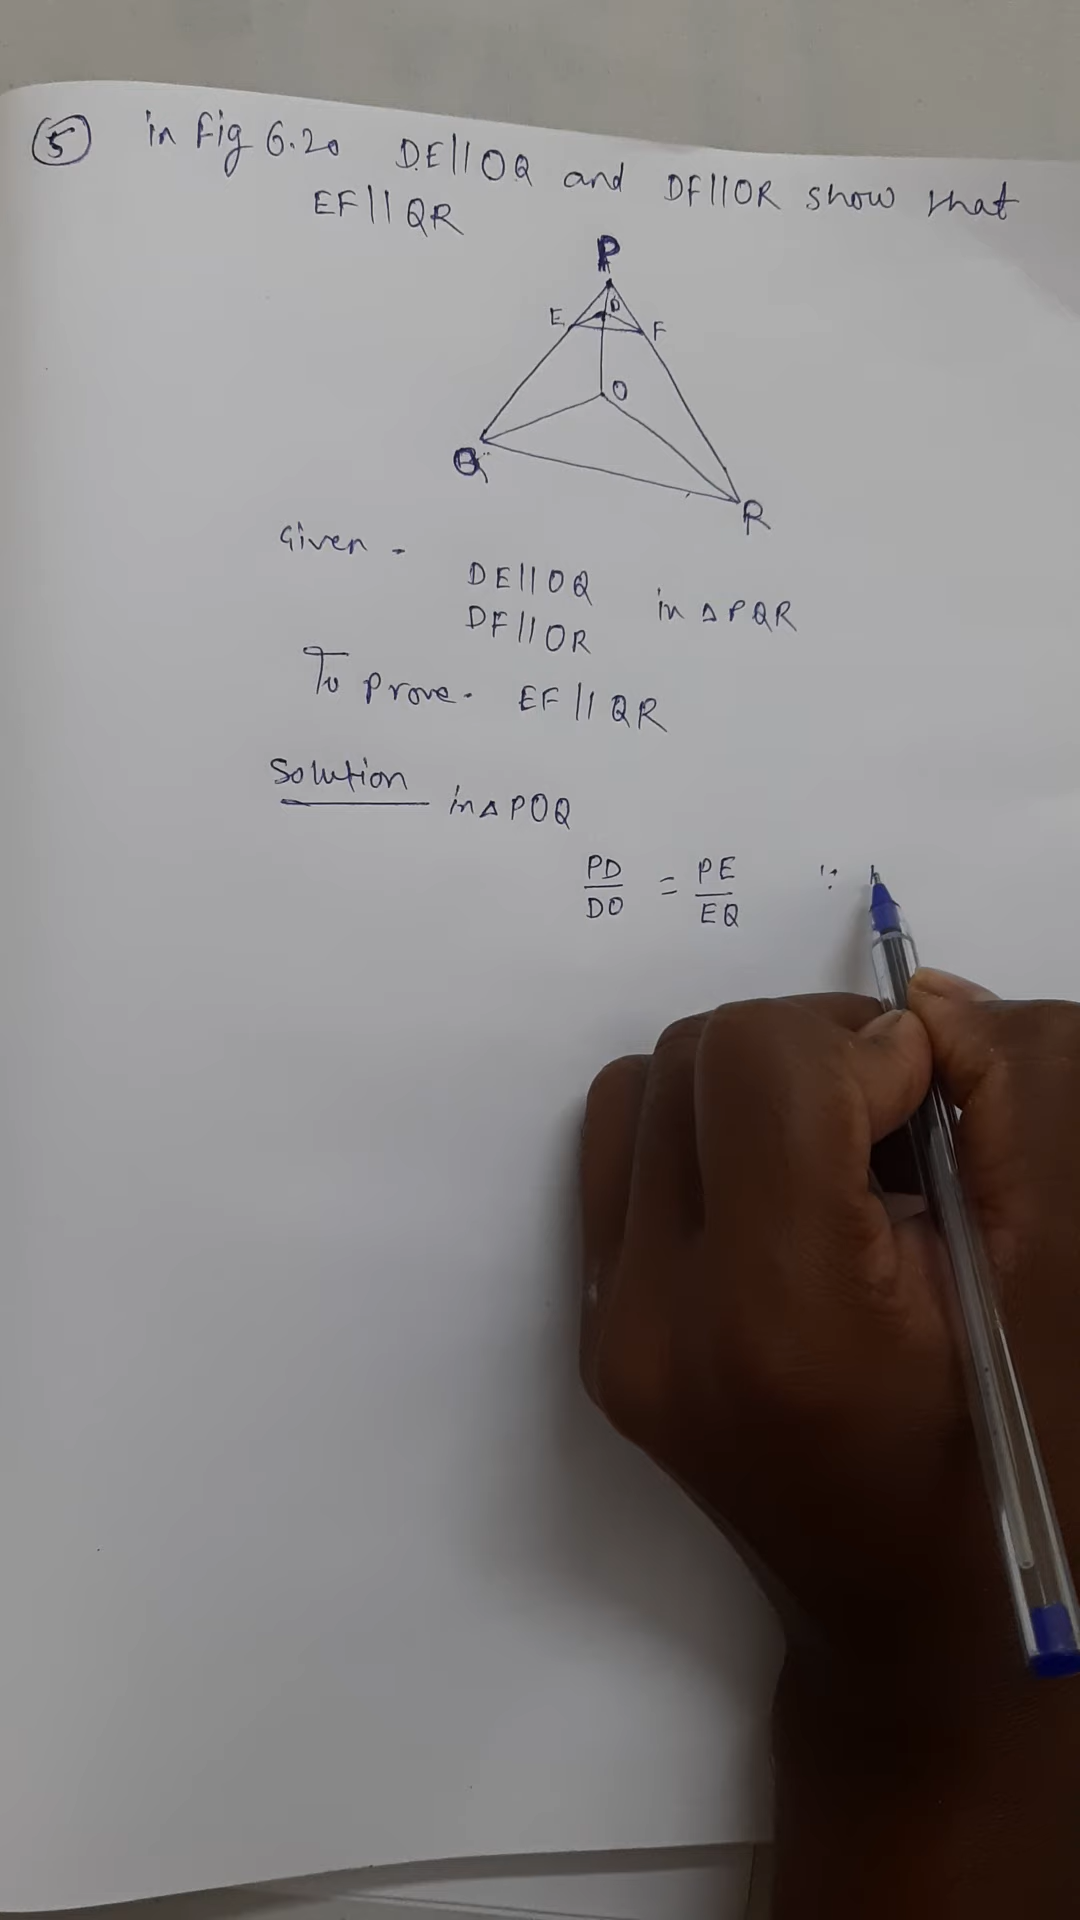 5 in Fig 6.20 DE||OQ and DF||OR show that
EF||QR
P
D
E F
O
Q
R
Given -
DE||OQ
DF||OR in △PQR
To prove. EF||QR
Solution in △POQ
PD/DO = PE/EQ ∵